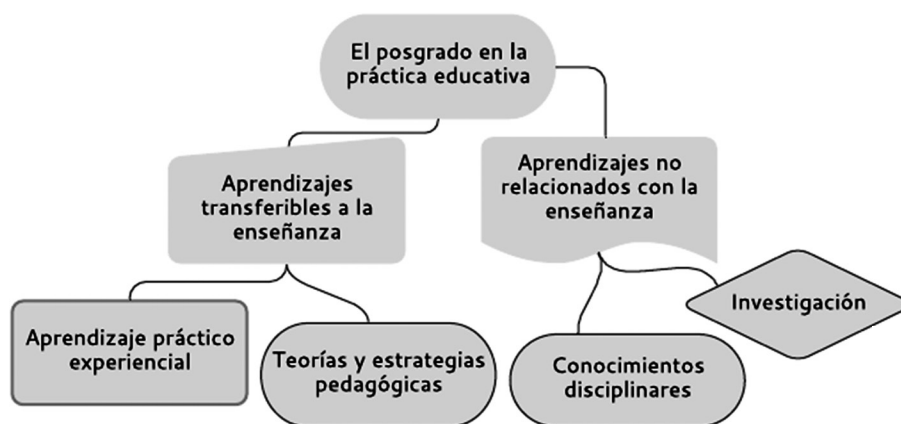 El posgrado en la
práctica educativa
Aprendizajes
transferibles a la
enseñanza
Aprendizajes no
relacionados con la
enseñanza
Aprendizaje práctico
experiencial
Teorías y estrategias
pedagógicas
Conocimientos
disciplinares
Investigación